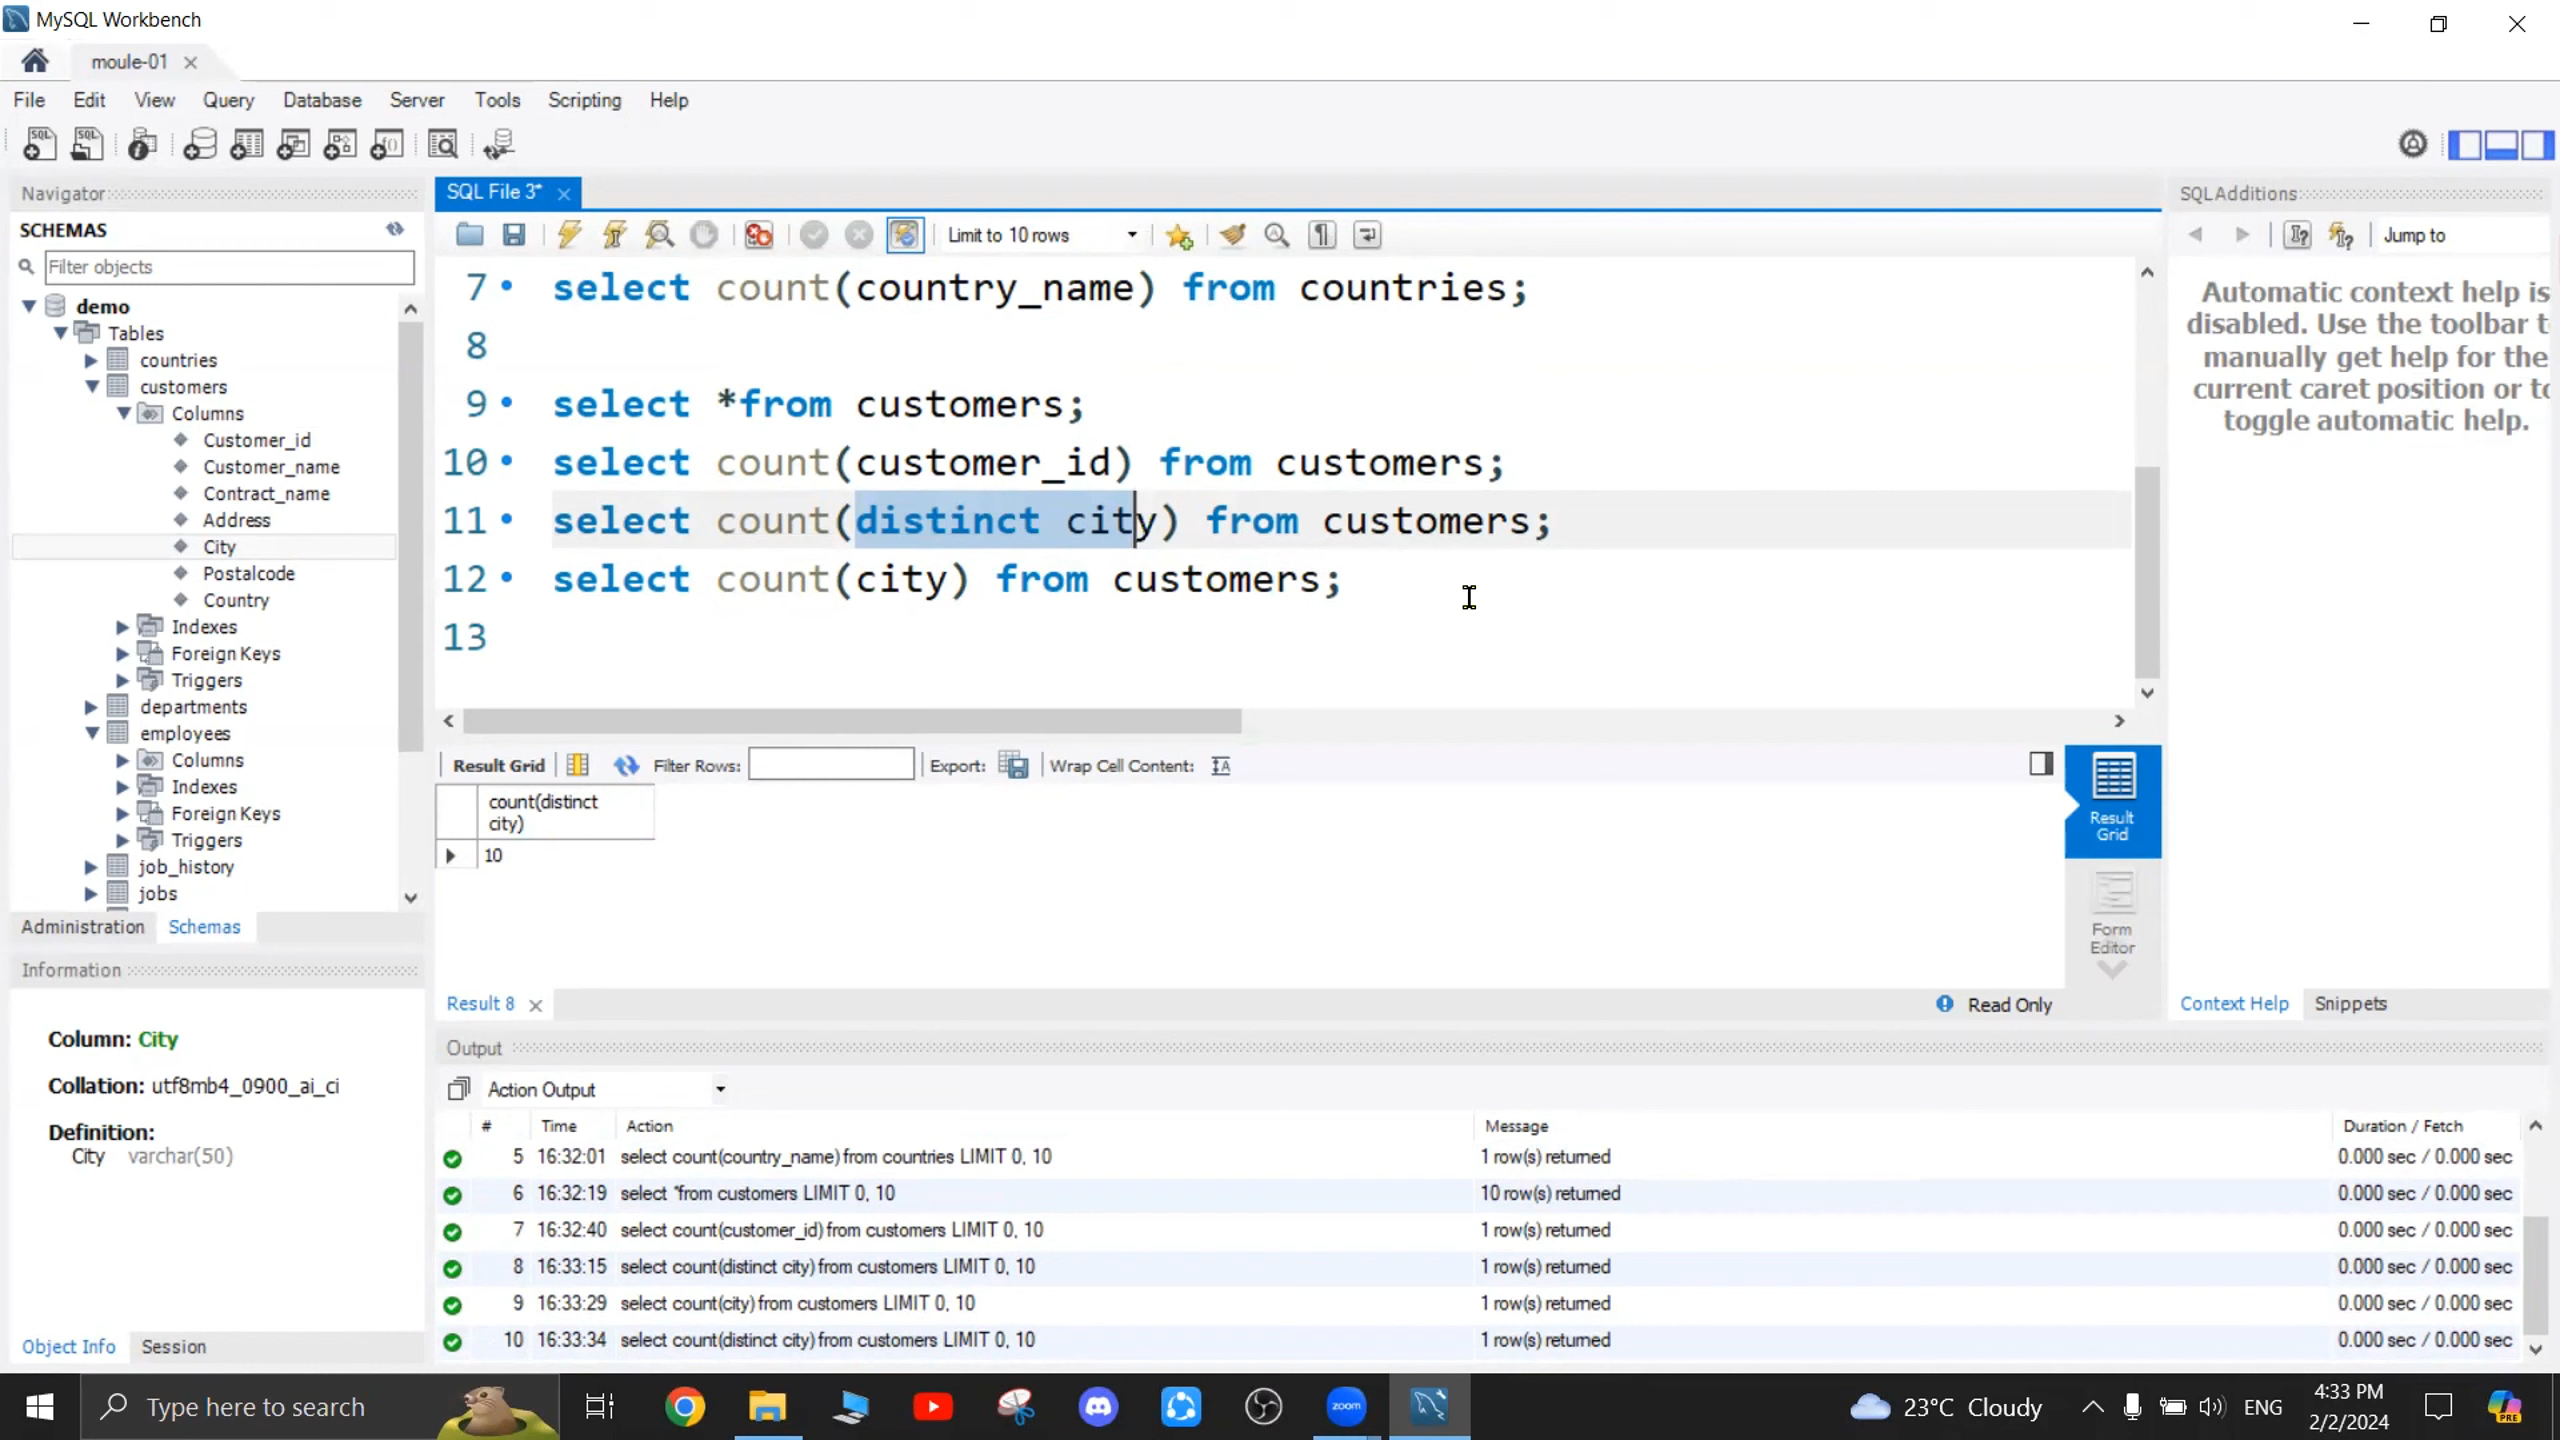 MySQL Workbench
moule-01
File Edit View Query Database Server Tools Scripting Help
Navigator
SCHEMAS
Filter objects
demo
Tables
countries
customers
Columns
Customer_id
Customer_name
Contract_name
Address
City
Postalcode
Country
Indexes
Foreign Keys
Triggers
departments
employees
Columns
Indexes
Foreign Keys
Triggers
job_history
jobs
Administration Schemas
Information
Column: City
Collation: utf8mb4_0900_ai_ci
Definition:
City varchar(50)
Object Info Session
SQL File 3*
Limit to 10 rows
7 select count(country_name) from countries;
8
9 select *from customers;
10 select count(customer_id) from customers;
11 select count(distinct city) from customers;
12 select count(city) from customers;
13
Result Grid Filter Rows: Export: Wrap Cell Content:
count(distinct
city)
10
Result
Grid
Form
Editor
Result 8
Read Only
SQLAdditions
Jump to
Automatic context help is
disabled. Use the toolbar t
manually get help for the
current caret position or to
toggle automatic help.
Context Help Snippets
Output
Action Output
# Time Action Message Duration / Fetch
5 16:32:01 select count(country_name) from countries LIMIT 0, 10 1 row(s) returned 0.000 sec / 0.000 sec
6 16:32:19 select *from customers LIMIT 0, 10 10 row(s) returned 0.000 sec / 0.000 sec
7 16:32:40 select count(customer_id) from customers LIMIT 0, 10 1 row(s) returned 0.000 sec / 0.000 sec
8 16:33:15 select count(distinct city) from customers LIMIT 0, 10 1 row(s) returned 0.000 sec / 0.000 sec
9 16:33:29 select count(city) from customers LIMIT 0, 10 1 row(s) returned 0.000 sec / 0.000 sec
10 16:33:34 select count(distinct city) from customers LIMIT 0, 10 1 row(s) returned 0.000 sec / 0.000 sec
Type here to search
zoom
23°C Cloudy
ENG
4:33 PM
2/2/2024
PRE